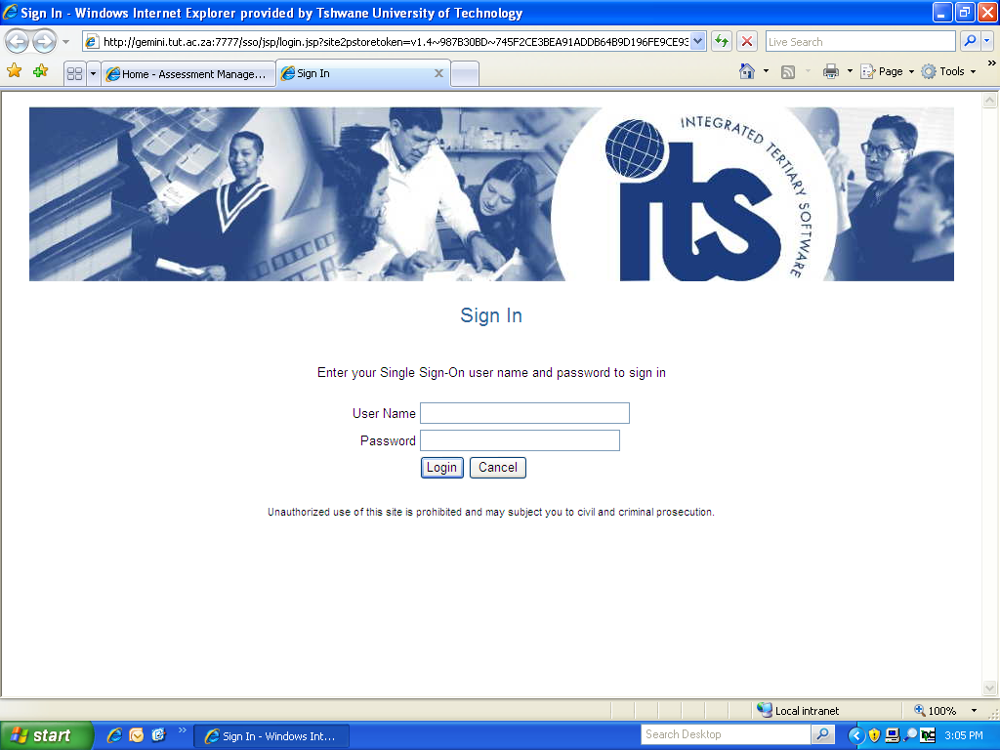 Sign In - Windows Internet Explorer provided by Tshwane University of Technology
http://gemini.tut.ac.za:7777/sso/jsp/login.jsp?site2pstoretoken=v1.4~987B30BD~745F2CE3BEA91ADDB64B9D196FE9CE93
Live Search
Home - Assessment Manage...
Sign In
Page
Tools
INTEGRATED TERTIARY SOFTWARE
its
Sign In
Enter your Single Sign-On user name and password to sign in
User Name
Password
Login
Cancel
Unauthorized use of this site is prohibited and may subject you to civil and criminal prosecution.
Local intranet
100%
start
Sign In - Windows Int...
Search Desktop
3:05 PM